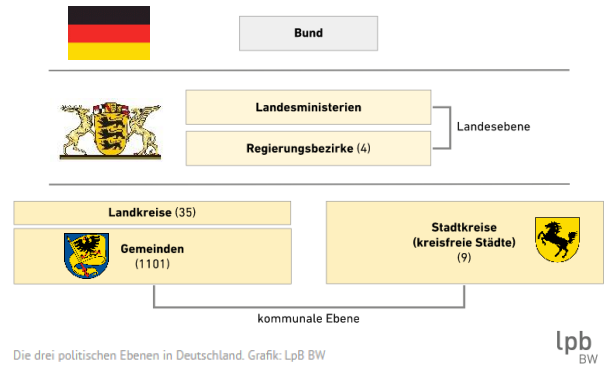 Bund
Landesministerien
Regierungsbezirke (4)
Landesebene
Landkreise (35)
Gemeinden
(1101)
Stadtkreise
(kreisfreie Städte)
(9)
kommunale Ebene
Die drei politischen Ebenen in Deutschland. Grafik: LpB BW
lpb
BW